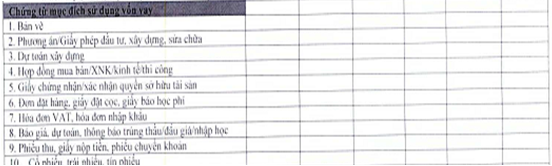 Chứng từ mục đích sử dụng vốn vay
1. Bản vẽ
2. Phương án/Giấy phép đầu tư, xây dựng, sửa chữa
3. Dự toán xây dựng
4. Hợp đồng mua bán/XNK/kinh tế/thi công
5. Giấy chứng nhận/xác nhận quyền sở hữu tài sản
6. Đơn đặt hàng, giấy đặt cọc, giấy báo học phí
7. Hóa đơn VAT, hóa đơn nhập khẩu
8. Báo giá, dự toán, thông báo trúng thầu/đấu giá/nhập học
9. Phiếu thu, giấy nộp tiền, phiếu chuyển khoản
10. Cổ phiếu, trái phiếu, tín phiếu